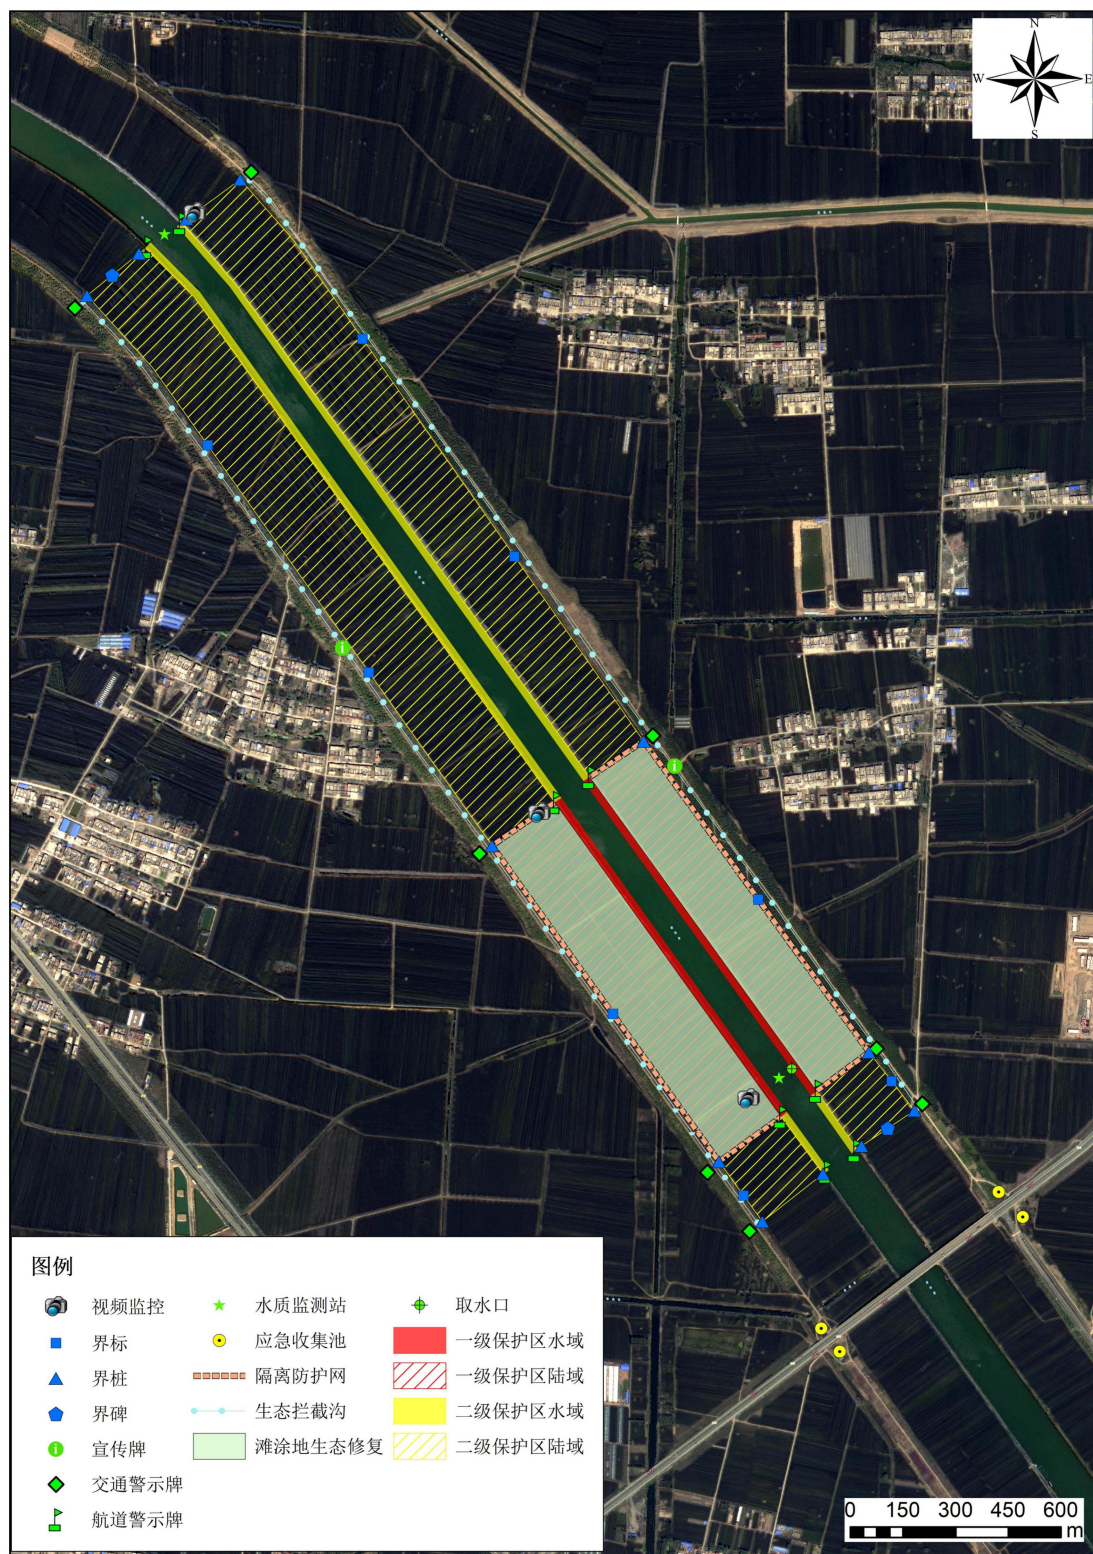 N
W E
S
图例
视频监控 水质监测站 取水口
界标 应急收集池 一级保护区水域
界桩 隔离防护网 一级保护区陆域
界碑 生态拦截沟 二级保护区水域
宣传牌 滩涂地生态修复 二级保护区陆域
交通警示牌
航道警示牌
0 150 300 450 600
m